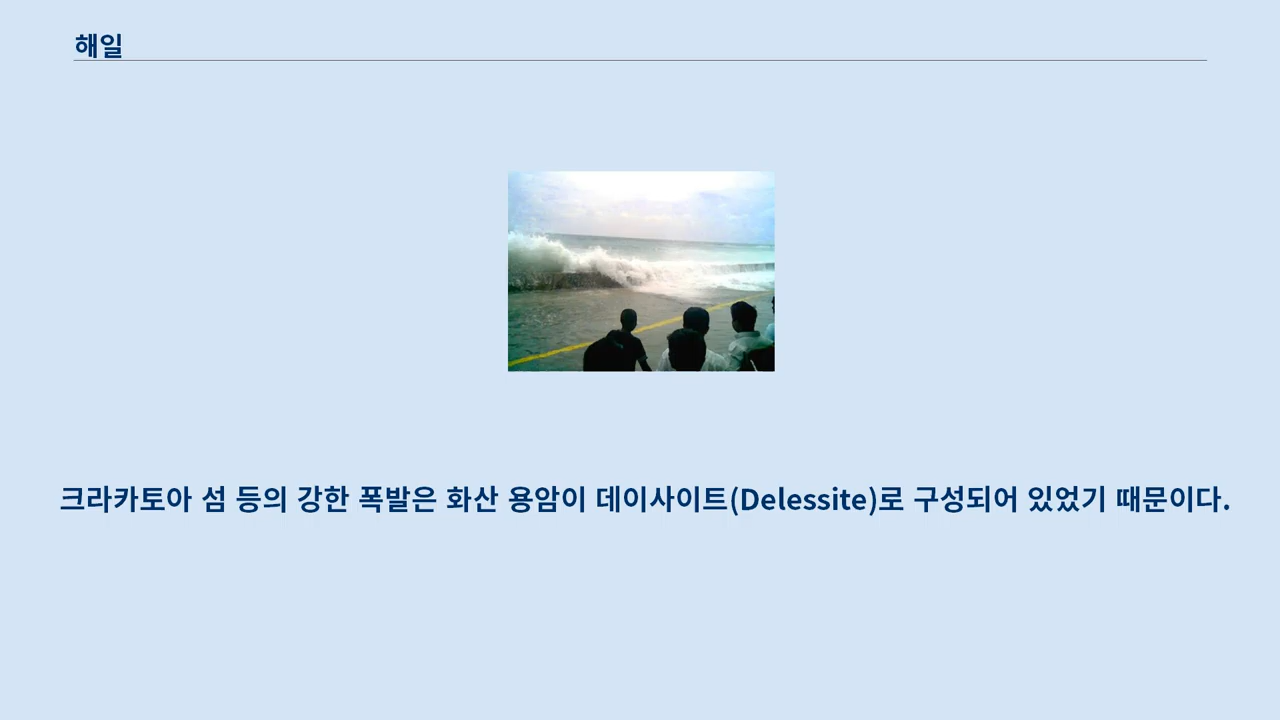 해일
크라카토아 섬 등의 강한 폭발은 화산 용암이 데이사이트(Delessite)로 구성되어 있었기 때문이다.